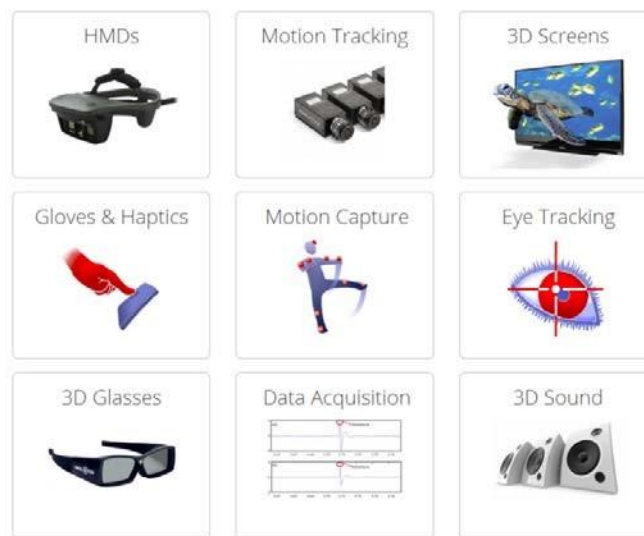 HMDs
Motion Tracking
3D Screens
Gloves & Haptics
Motion Capture
Eye Tracking
3D Glasses
Data Acquisition
3D Sound